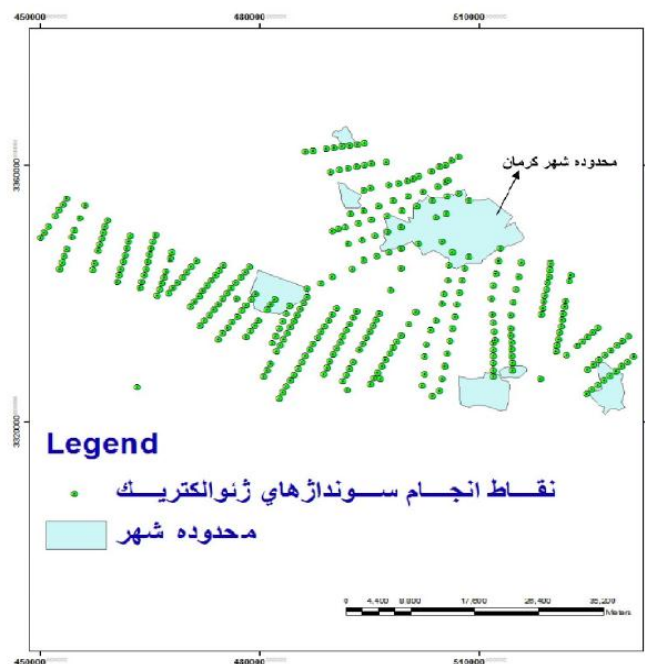 450000 480000 510000
3360000
محدوده شهر کرمان
3320000
Legend
نقاط انجام سونداژهاي ژئوالكتريك
محدوده شهر
0 4,400 8,800 17,600 26,400 35,200
Meters
450000 480000 510000